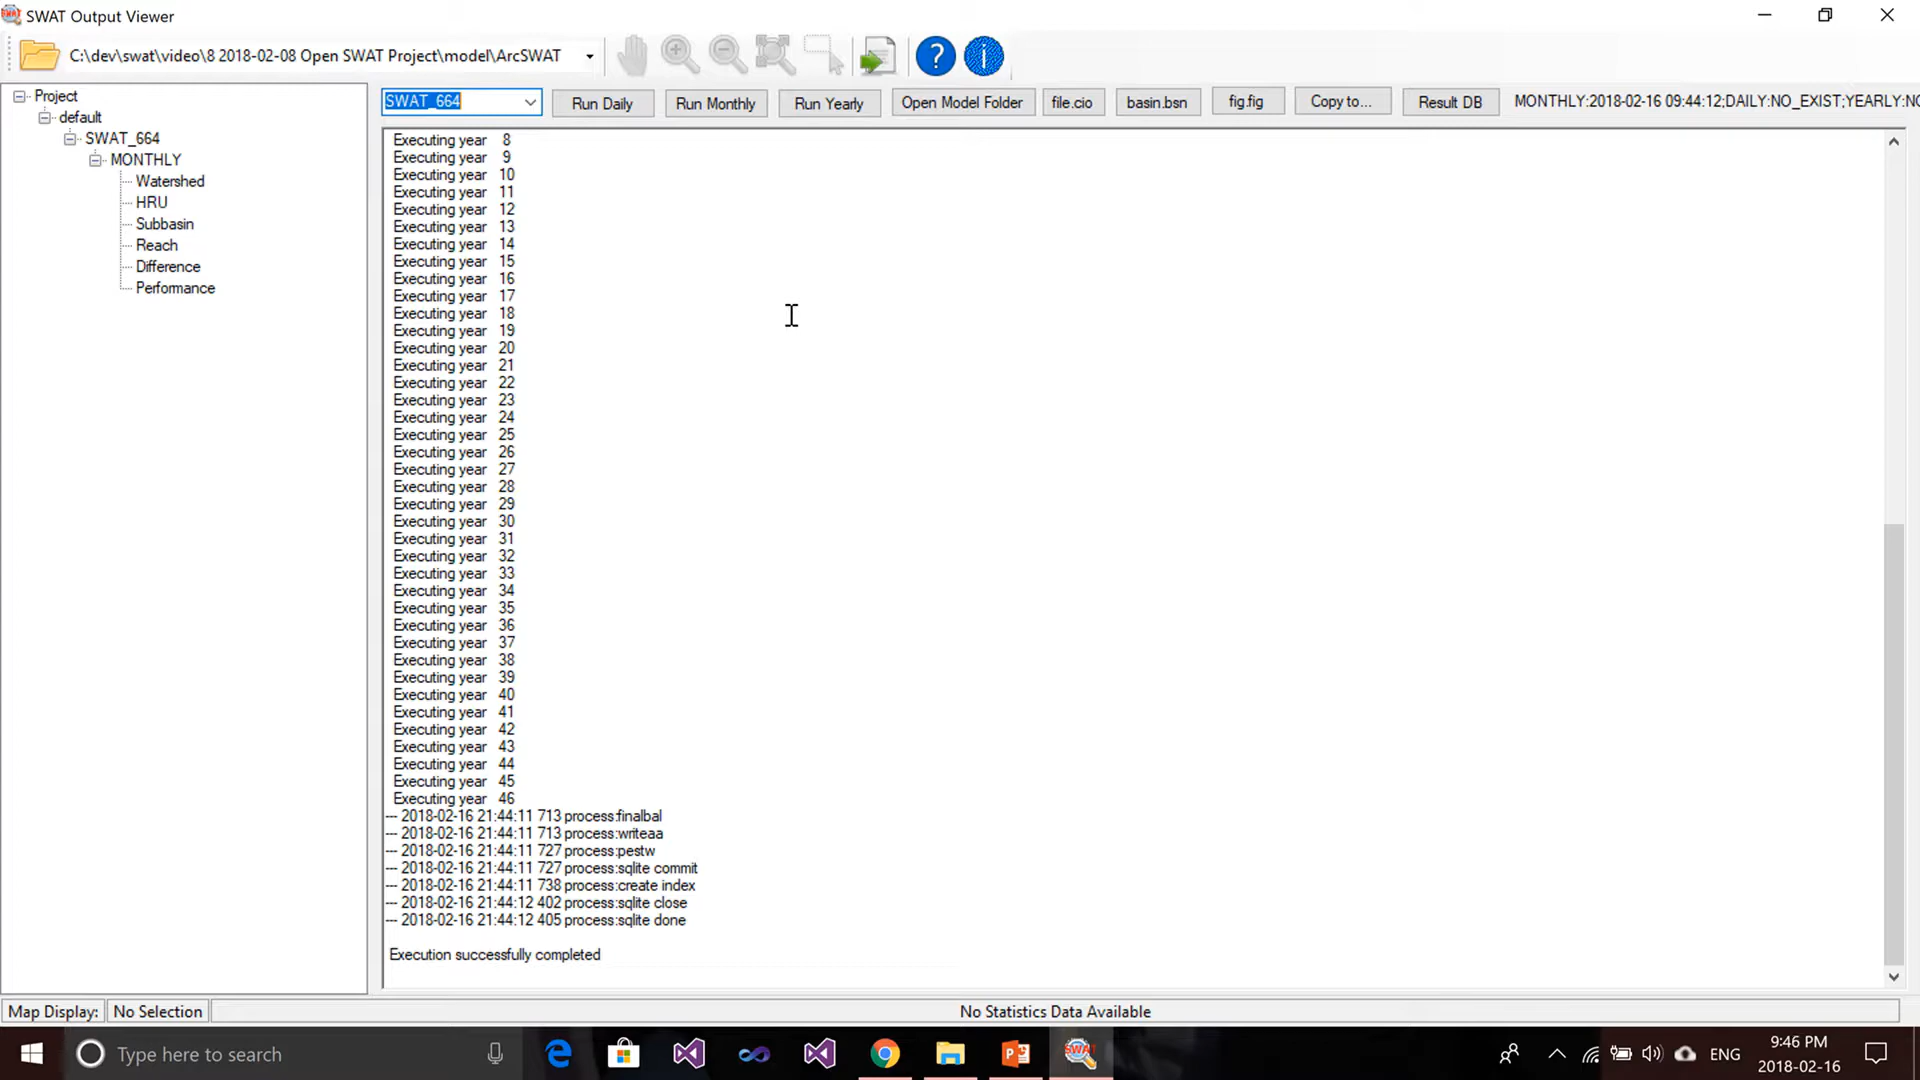 SWAT Output Viewer
C:\dev\swat\video\8 2018-02-08 Open SWAT Project\model\ArcSWAT
Project
default
SWAT_664
MONTHLY
Watershed
HRU
Subbasin
Reach
Difference
Performance
SWAT_664 Run Daily Run Monthly Run Yearly Open Model Folder file.cio basin.bsn fig.fig Copy to... Result DB MONTHLY:2018-02-16 09:44:12;DAILY:NO_EXIST;YEARLY:NO
Executing year 8
Executing year 9
Executing year 10
Executing year 11
Executing year 12
Executing year 13
Executing year 14
Executing year 15
Executing year 16
Executing year 17
Executing year 18
Executing year 19
Executing year 20
Executing year 21
Executing year 22
Executing year 23
Executing year 24
Executing year 25
Executing year 26
Executing year 27
Executing year 28
Executing year 29
Executing year 30
Executing year 31
Executing year 32
Executing year 33
Executing year 34
Executing year 35
Executing year 36
Executing year 37
Executing year 38
Executing year 39
Executing year 40
Executing year 41
Executing year 42
Executing year 43
Executing year 44
Executing year 45
Executing year 46
--- 2018-02-16 21:44:11 713 process:finalbal
--- 2018-02-16 21:44:11 713 process:writeaa
--- 2018-02-16 21:44:11 727 process:pestw
--- 2018-02-16 21:44:11 727 process:sqlite commit
--- 2018-02-16 21:44:11 738 process:create index
--- 2018-02-16 21:44:12 402 process:sqlite close
--- 2018-02-16 21:44:12 405 process:sqlite done
Execution successfully completed
Map Display: No Selection No Statistics Data Available
Type here to search
SWAT
ENG
9:46 PM
2018-02-16